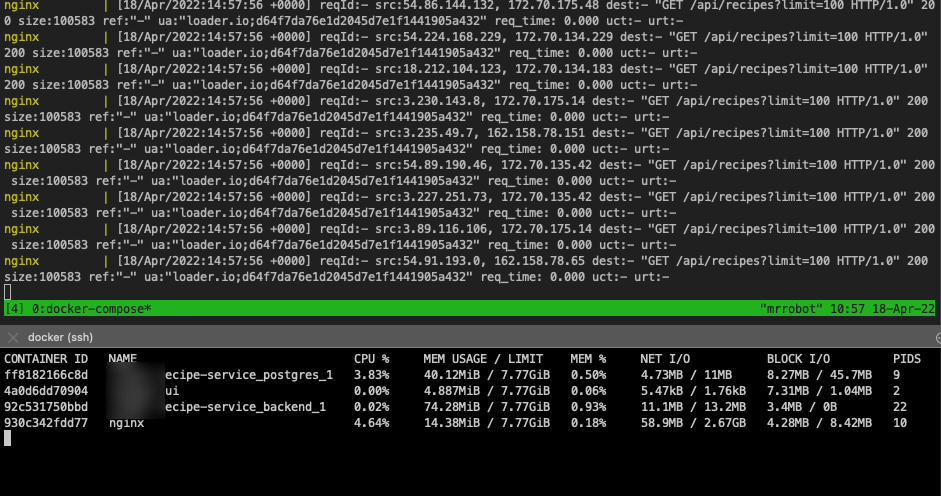 nginx | [18/Apr/2022:14:57:56 +0000] reqId:- src:54.86.144.132, 172.70.175.48 dest:- "GET /api/recipes?limit=100 HTTP/1.0" 20
0 size:100583 ref:"-" ua:"loader.io;d64f7da76e1d2045d7e1f1441905a432" req_time: 0.000 uct:- urt:-
nginx | [18/Apr/2022:14:57:56 +0000] reqId:- src:54.224.168.229, 172.70.134.229 dest:- "GET /api/recipes?limit=100 HTTP/1.0"
200 size:100583 ref:"-" ua:"loader.io;d64f7da76e1d2045d7e1f1441905a432" req_time: 0.000 uct:- urt:-
nginx | [18/Apr/2022:14:57:56 +0000] reqId:- src:18.212.104.123, 172.70.134.183 dest:- "GET /api/recipes?limit=100 HTTP/1.0"
200 size:100583 ref:"-" ua:"loader.io;d64f7da76e1d2045d7e1f1441905a432" req_time: 0.000 uct:- urt:-
nginx | [18/Apr/2022:14:57:56 +0000] reqId:- src:3.230.143.8, 172.70.175.14 dest:- "GET /api/recipes?limit=100 HTTP/1.0" 200
size:100583 ref:"-" ua:"loader.io;d64f7da76e1d2045d7e1f1441905a432" req_time: 0.000 uct:- urt:-
nginx | [18/Apr/2022:14:57:56 +0000] reqId:- src:3.235.49.7, 162.158.78.151 dest:- "GET /api/recipes?limit=100 HTTP/1.0" 200
size:100583 ref:"-" ua:"loader.io;d64f7da76e1d2045d7e1f1441905a432" req_time: 0.000 uct:- urt:-
nginx | [18/Apr/2022:14:57:56 +0000] reqId:- src:54.89.190.46, 172.70.135.42 dest:- "GET /api/recipes?limit=100 HTTP/1.0" 200
size:100583 ref:"-" ua:"loader.io;d64f7da76e1d2045d7e1f1441905a432" req_time: 0.000 uct:- urt:-
nginx | [18/Apr/2022:14:57:56 +0000] reqId:- src:3.227.251.73, 172.70.135.42 dest:- "GET /api/recipes?limit=100 HTTP/1.0" 200
size:100583 ref:"-" ua:"loader.io;d64f7da76e1d2045d7e1f1441905a432" req_time: 0.000 uct:- urt:-
nginx | [18/Apr/2022:14:57:56 +0000] reqId:- src:3.89.116.106, 172.70.175.14 dest:- "GET /api/recipes?limit=100 HTTP/1.0" 200
size:100583 ref:"-" ua:"loader.io;d64f7da76e1d2045d7e1f1441905a432" req_time: 0.000 uct:- urt:-
nginx | [18/Apr/2022:14:57:56 +0000] reqId:- src:54.91.193.0, 162.158.78.65 dest:- "GET /api/recipes?limit=100 HTTP/1.0" 200
size:100583 ref:"-" ua:"loader.io;d64f7da76e1d2045d7e1f1441905a432" req_time: 0.000 uct:- urt:-
[4] 0:docker-compose* "mrrobot" 10:57 18-Apr-22
docker (ssh)
CONTAINER ID NAME CPU % MEM USAGE / LIMIT MEM % NET I/O BLOCK I/O PIDS
ff8182166c8d ecipe-service_postgres_1 3.83% 40.12MiB / 7.77GiB 0.50% 4.73MB / 11MB 8.27MB / 45.7MB 9
4a0d6dd70904 ui 0.00% 4.887MiB / 7.77GiB 0.06% 5.47kB / 1.76kB 7.31MB / 1.04MB 2
92c531750bbd ecipe-service_backend_1 0.02% 74.28MiB / 7.77GiB 0.93% 11.1MB / 13.2MB 3.4MB / 0B 22
930c342fdd77 nginx 4.64% 14.38MiB / 7.77GiB 0.18% 58.9MB / 2.67GB 4.28MB / 8.42MB 10